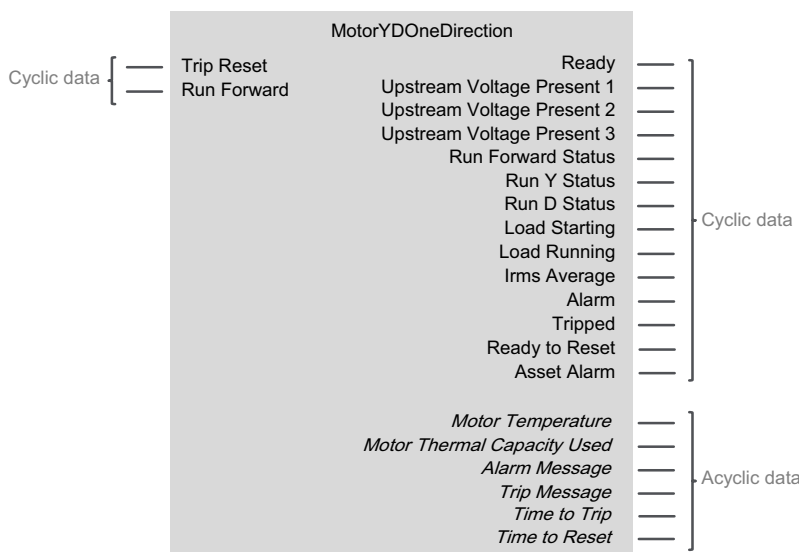 MotorYDOneDirection
Cyclic data
Trip Reset
Run Forward
Ready
Upstream Voltage Present 1
Upstream Voltage Present 2
Upstream Voltage Present 3
Run Forward Status
Run Y Status
Run D Status
Load Starting
Load Running
Irms Average
Alarm
Tripped
Ready to Reset
Asset Alarm
Cyclic data
Motor Temperature
Motor Thermal Capacity Used
Alarm Message
Trip Message
Time to Trip
Time to Reset
Acyclic data